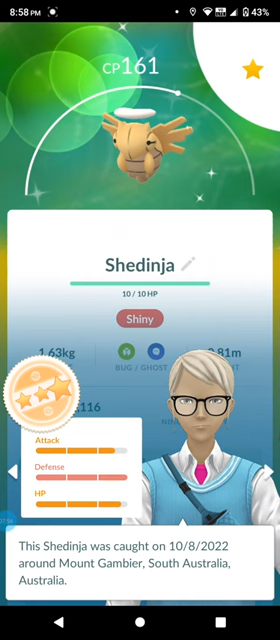 8:58 PM
43%
CP161
Shedinja
10 / 10 HP
Shiny
1.63kg
BUG / GHOST
0.81m
,116
Attack
Defense
HP
This Shedinja was caught on 10/8/2022
around Mount Gambier, South Australia,
Australia.